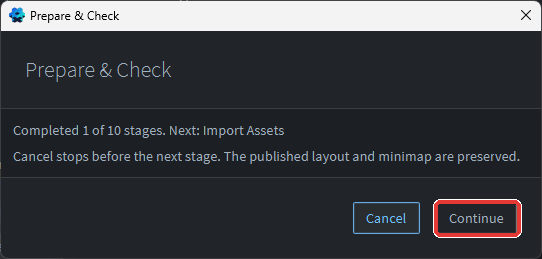 Prepare & Check
Prepare & Check
Completed 1 of 10 stages. Next: Import Assets
Cancel stops before the next stage. The published layout and minimap are preserved.
Cancel
Continue